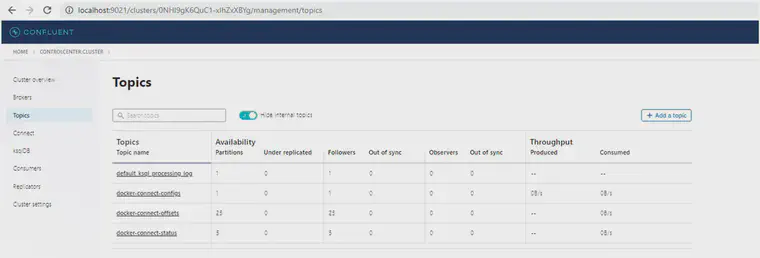 localhost:9021/clusters/0NHI9gK6QuC1-xIhZxXBYg/management/topics
CONFLUENT
HOME > CONTROLCENTER.CLUSTER >
Cluster overview
Brokers
Topics
Connect
ksqlDB
Consumers
Replicators
Cluster settings
Topics
Search topics
Hide internal topics
+ Add a topic
Topics Availability Throughput
Topic name Partitions Under replicated Followers Out of sync Observers Out of sync Produced Consumed
default_ksql_processing_log 1 0 1 0 0 0 -- --
docker-connect-configs 1 0 1 0 0 0 0B/s 0B/s
docker-connect-offsets 25 0 25 0 0 0 -- 0B/s
docker-connect-status 5 0 5 0 0 0 -- 0B/s